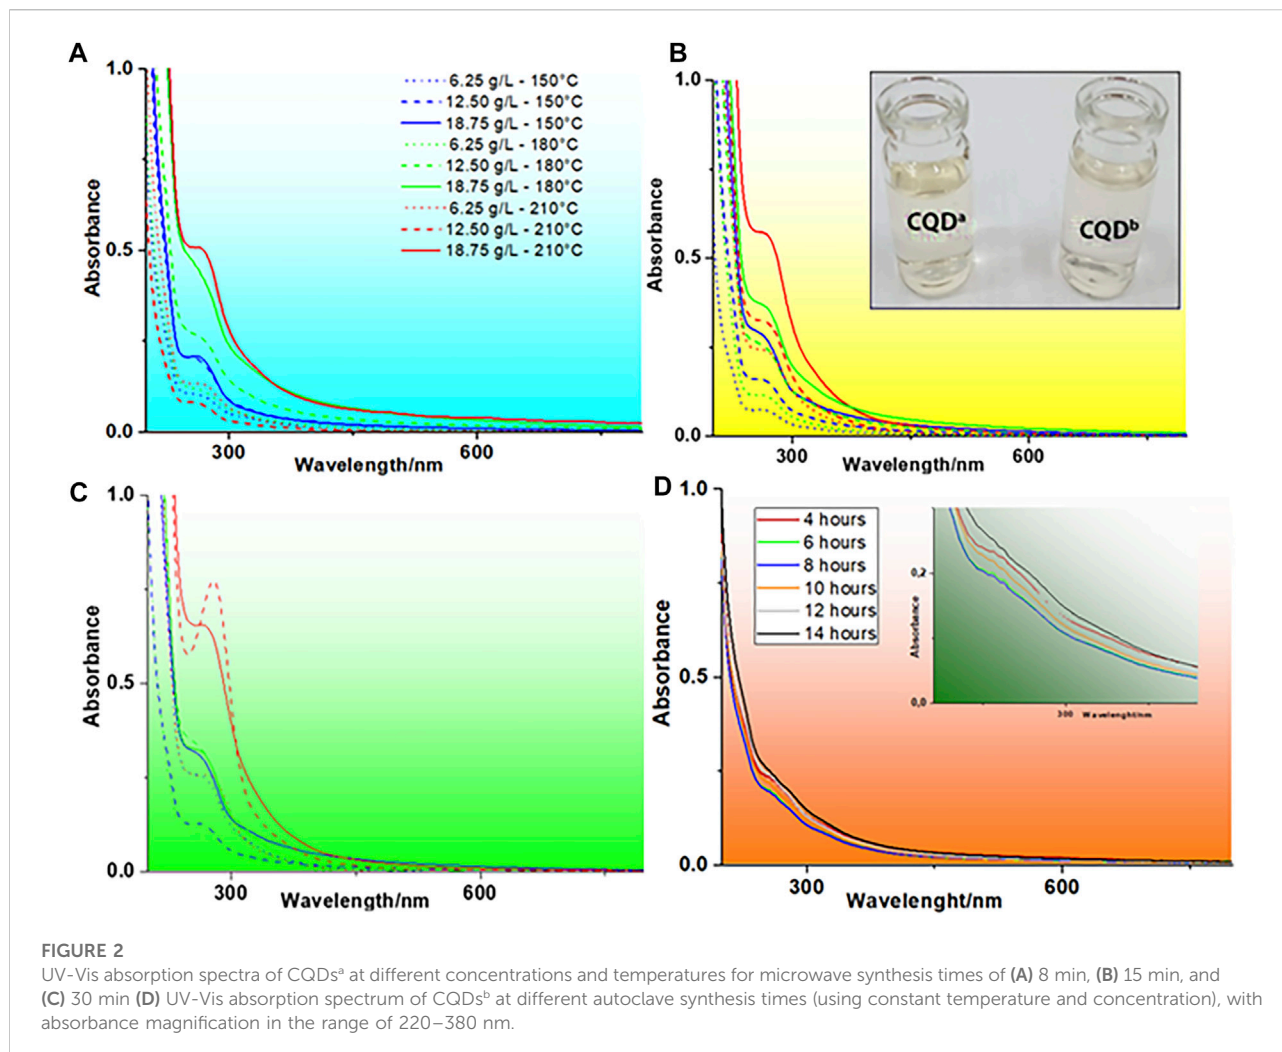 A
1.0
0.5
0.0
Absorbance
300
600
Wavelength/nm
6.25 g/L - 150°C
12.50 g/L - 150°C
18.75 g/L - 150°C
6.25 g/L - 180°C
12.50 g/L - 180°C
18.75 g/L - 180°C
6.25 g/L - 210°C
12.50 g/L - 210°C
18.75 g/L - 210°C
B
1.0
0.5
0.0
Absorbance
300
600
Wavelength/nm
CQDᵃ
CQDᵇ
C
1.0
0.5
0.0
Absorbance
300
600
Wavelength/nm
D
1.0
0.5
0.0
Absorbance
300
600
Wavelenght/nm
4 hours
6 hours
8 hours
10 hours
12 hours
14 hours
0,2
0,0
Absorbance
300
Wavelenght/nm
FIGURE 2
UV-Vis absorption spectra of CQDsᵃ at different concentrations and temperatures for microwave synthesis times of (A) 8 min, (B) 15 min, and
(C) 30 min (D) UV-Vis absorption spectrum of CQDsᵇ at different autoclave synthesis times (using constant temperature and concentration), with
absorbance magnification in the range of 220–380 nm.